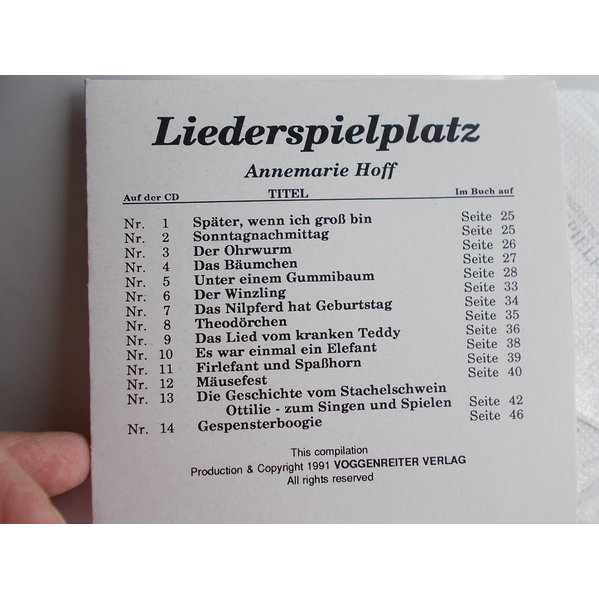 Liederspielplatz
Annemarie Hoff
Auf der CD TITEL Im Buch auf
Nr. 1 Später, wenn ich groß bin Seite 25
Nr. 2 Sonntagnachmittag Seite 25
Nr. 3 Der Ohrwurm Seite 26
Nr. 4 Das Bäumchen Seite 27
Nr. 5 Unter einem Gummibaum Seite 28
Nr. 6 Der Winzling Seite 33
Nr. 7 Das Nilpferd hat Geburtstag Seite 34
Nr. 8 Theodörchen Seite 35
Nr. 9 Das Lied vom kranken Teddy Seite 36
Nr. 10 Es war einmal ein Elefant Seite 38
Nr. 11 Firlefant und Spaßhorn Seite 39
Nr. 12 Mäusefest Seite 40
Nr. 13 Die Geschichte vom Stachelschwein
Ottilie - zum Singen und Spielen Seite 42
Nr. 14 Gespensterboogie Seite 46
This compilation
Production & Copyright 1991 VOGGENREITER VERLAG
All rights reserved